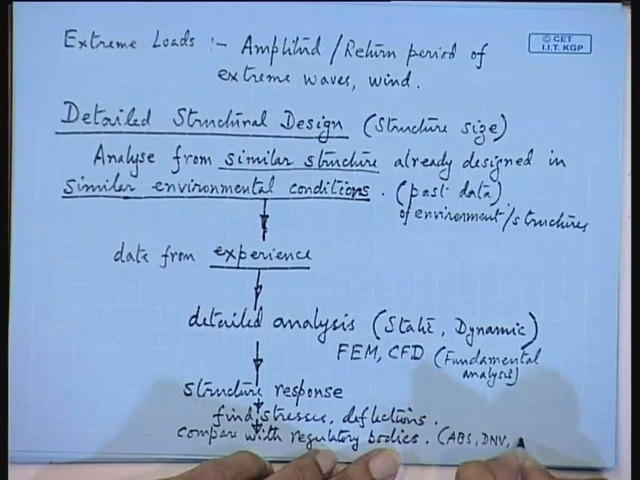 Extreme Loads :- Amplitud / Return period of
extreme waves, wind.
© CET
I.I.T. KGP
Detailed Structural Design (Structure size)
Analyse from similar structure already designed in
similar environmental conditions. (past data)
of environment/structures
data from experience
detailed analysis (Static, Dynamic)
FEM, CFD (Fundamental
analysis)
structure response
find stresses, deflections.
compare with regulatory bodies. (ABS, DNV,